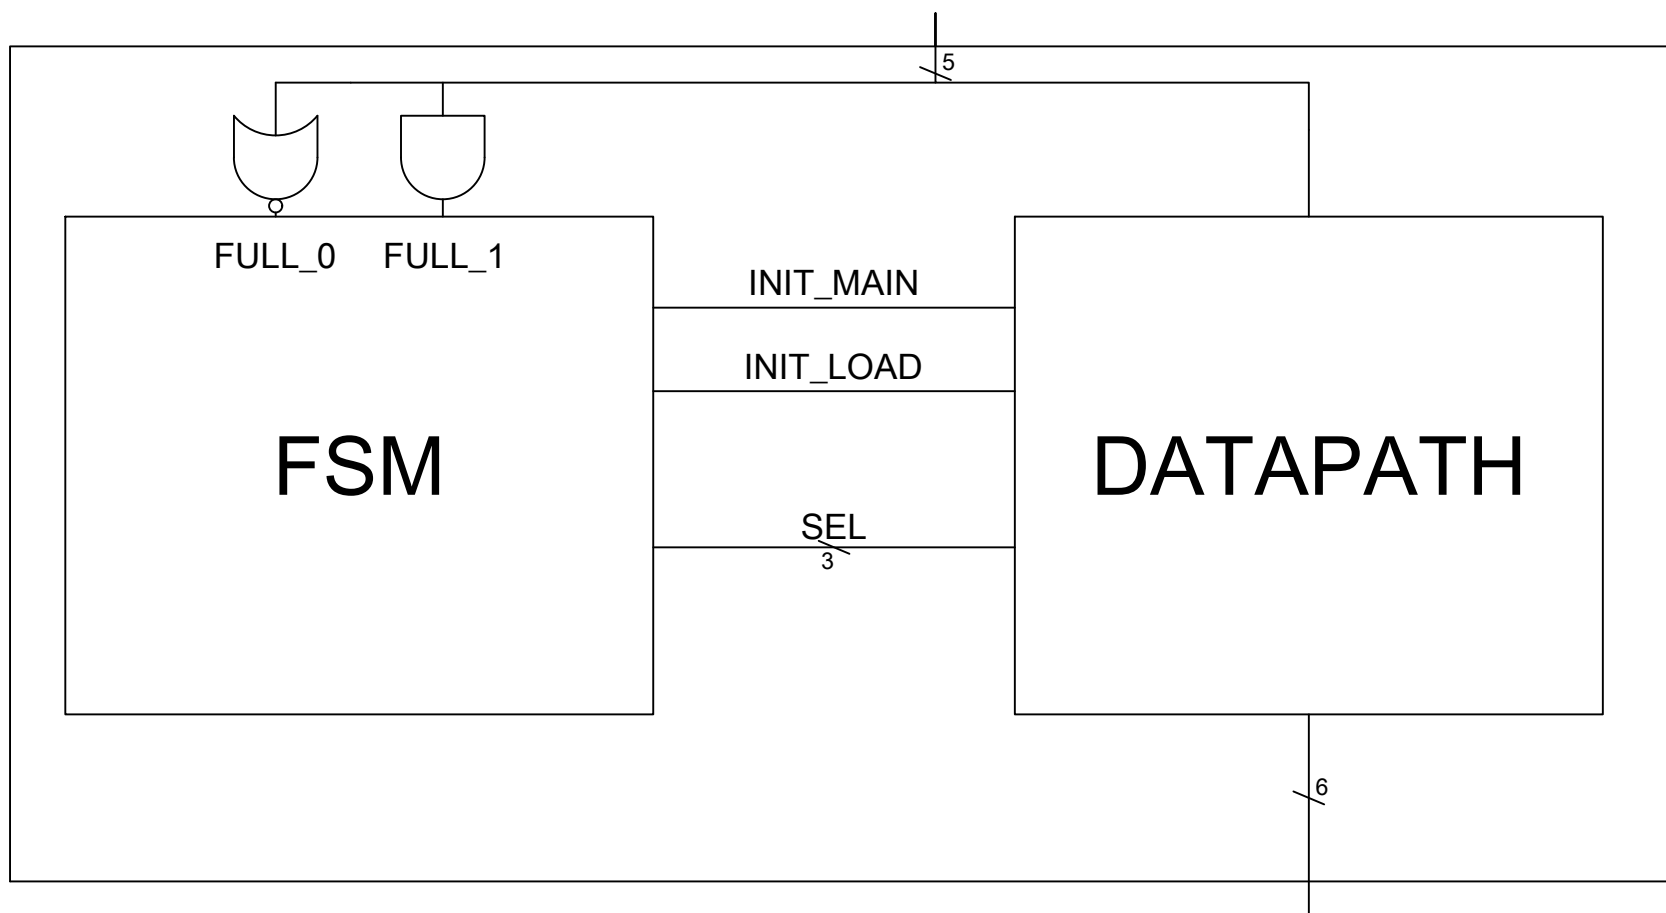 5
FULL_0 FULL_1
INIT_MAIN
INIT_LOAD
FSM
DATAPATH
SEL
3
6